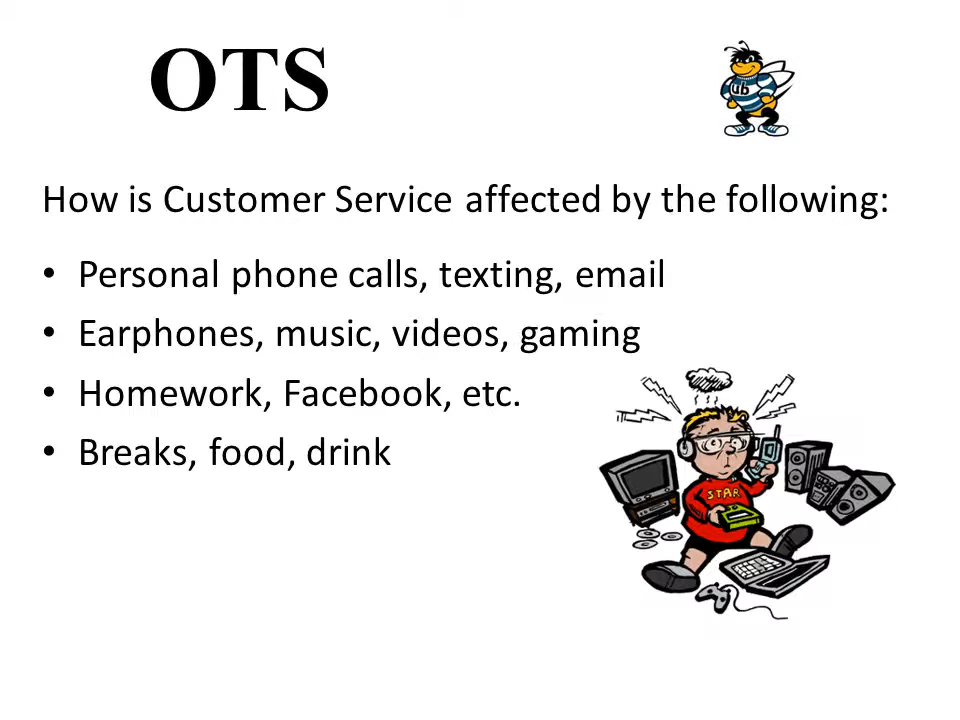 OTS
ub
How is Customer Service affected by the following:
• Personal phone calls, texting, email
• Earphones, music, videos, gaming
• Homework, Facebook, etc.
• Breaks, food, drink
STAR